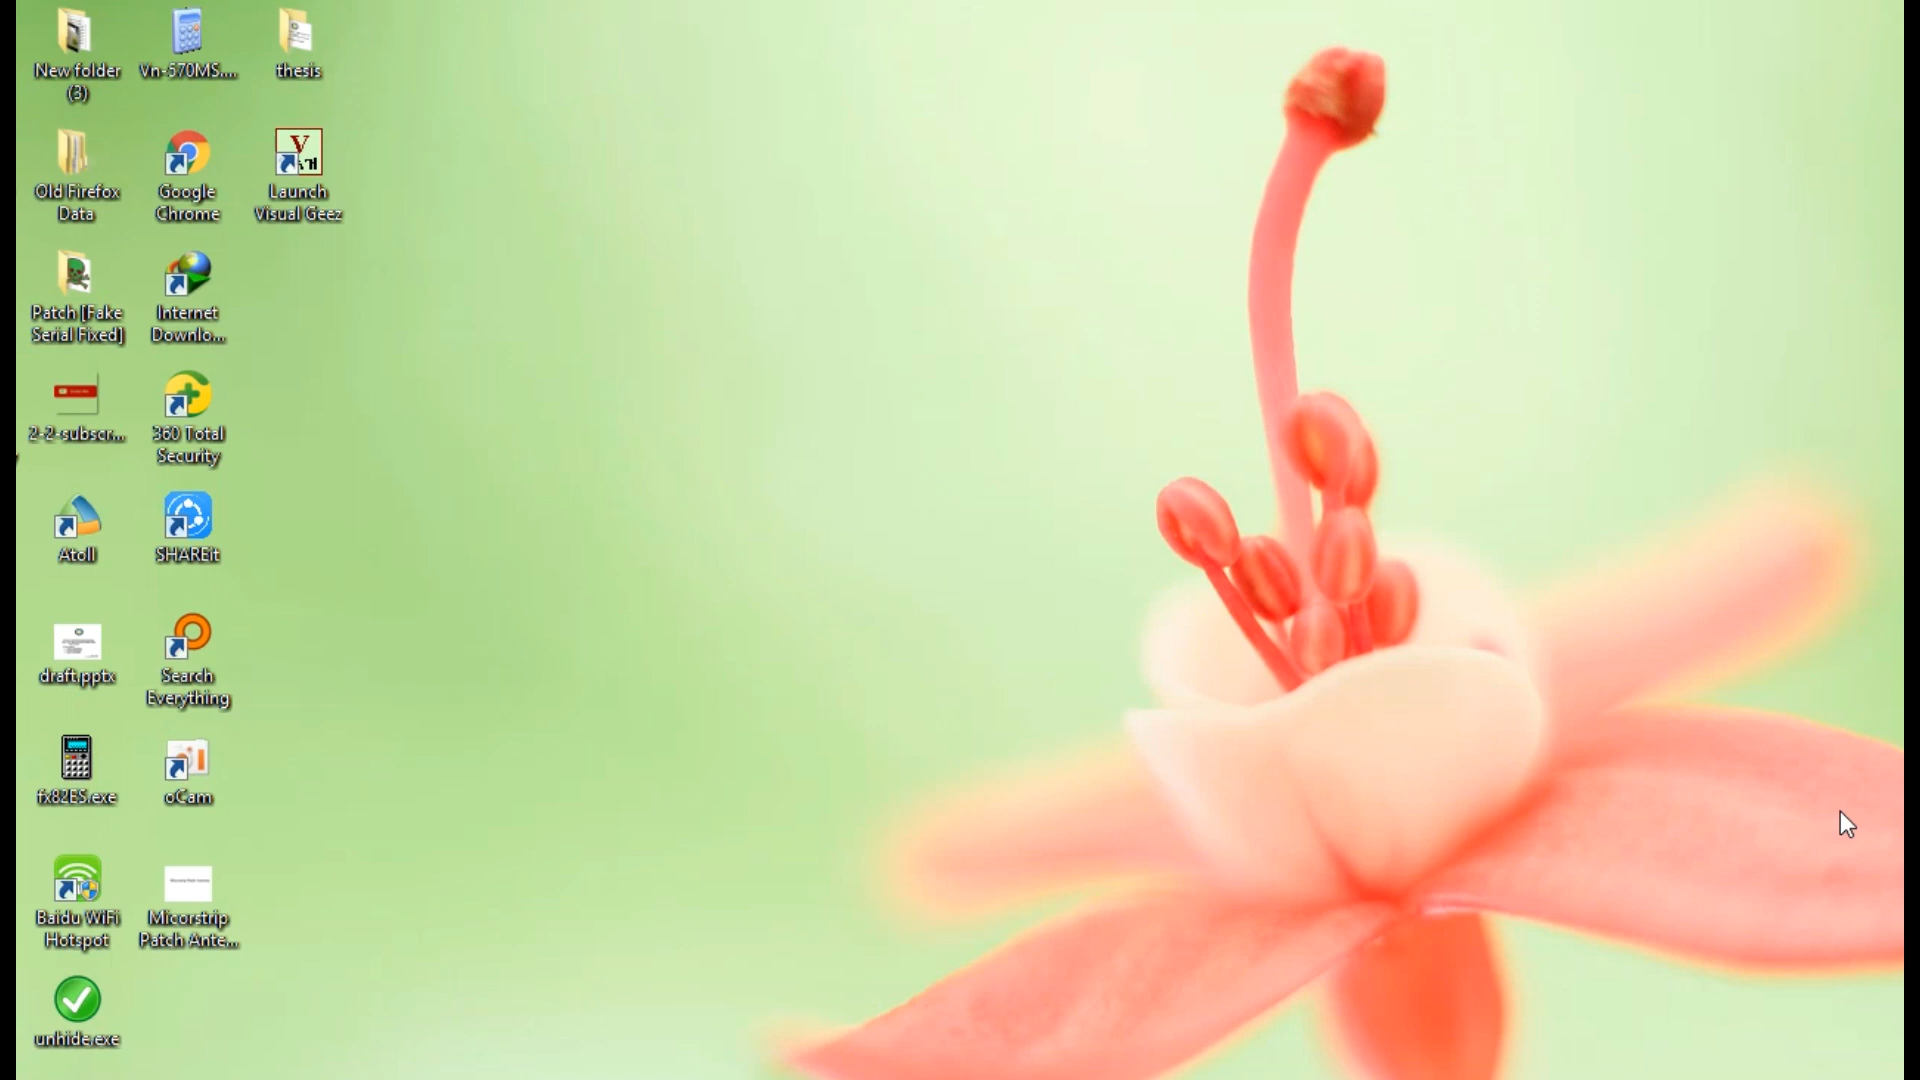 New folder
(3)
Vn-570MS....
thesis
Old Firefox
Data
Google
Chrome
V
Launch
Visual Geez
Patch [Fake
Serial Fixed]
Internet
Downlo...
2-2-subscr...
360 Total
Security
Atoll
SHAREit
draft.pptx
Search
Everything
fx82ES.exe
oCam
Baidu WiFi
Hotspot
Micorstrip
Patch Ante...
unhide.exe